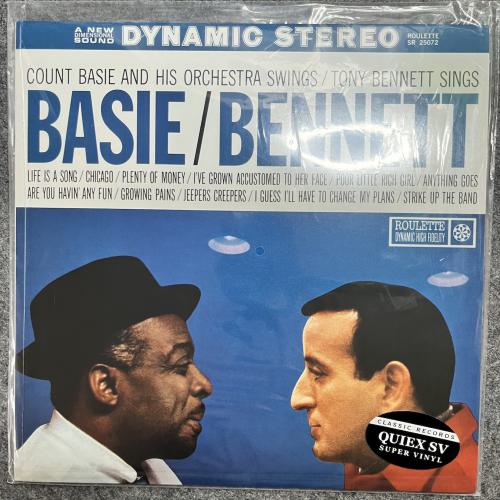 A NEW
DIMENSIONAL
SOUND
DYNAMIC STEREO
ROULETTE
SR 25072
COUNT BASIE AND HIS ORCHESTRA SWINGS / TONY BENNETT SINGS
BASIE/BENNETT
LIFE IS A SONG / CHICAGO / PLENTY OF MONEY / I'VE GROWN ACCUSTOMED TO HER FACE / POOR LITTLE RICH GIRL / ANYTHING GOES
ARE YOU HAVIN' ANY FUN / GROWING PAINS / JEEPERS CREEPERS / I GUESS I'LL HAVE TO CHANGE MY PLANS / STRIKE UP THE BAND
ROULETTE
DYNAMIC HIGH FIDELITY
CLASSIC RECORDS
QUIEX SV
SUPER VINYL